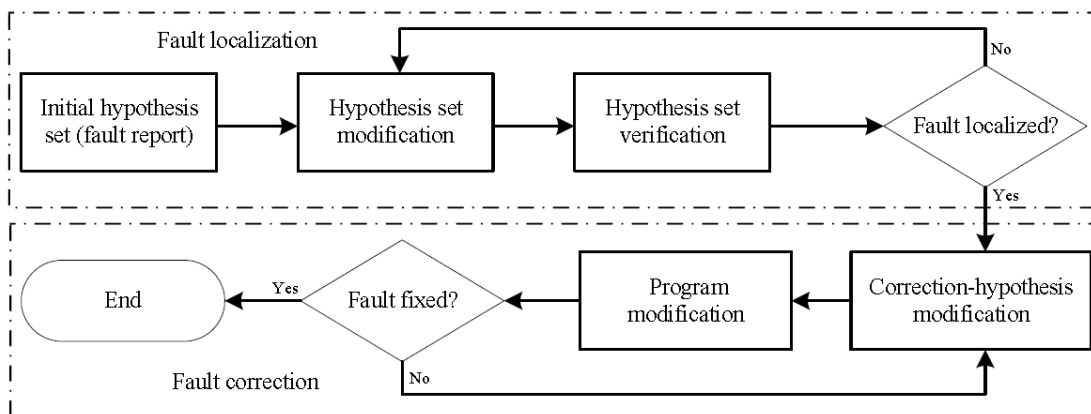 Fault localization
No
Initial hypothesis
set (fault report)
Hypothesis set
modification
Hypothesis set
verification
Fault localized?
Yes
End
Yes
Fault fixed?
Program
modification
Correction-hypothesis
modification
No
Fault correction